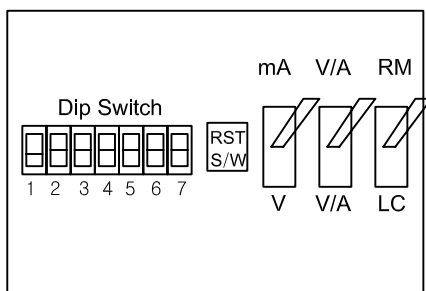 mA V/A RM
Dip Switch
RST
S/W
1 2 3 4 5 6 7
V V/A LC